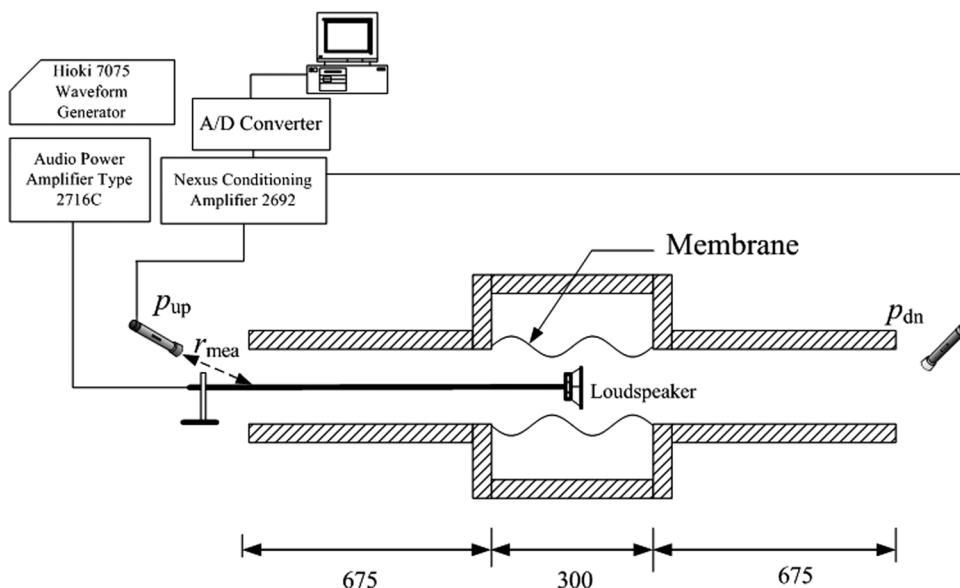 Hioki 7075
Waveform
Generator
A/D Converter
Audio Power
Amplifier Type
2716C
Nexus Conditioning
Amplifier 2692
Membrane
pup
rmea
pdn
Loudspeaker
675
300
675